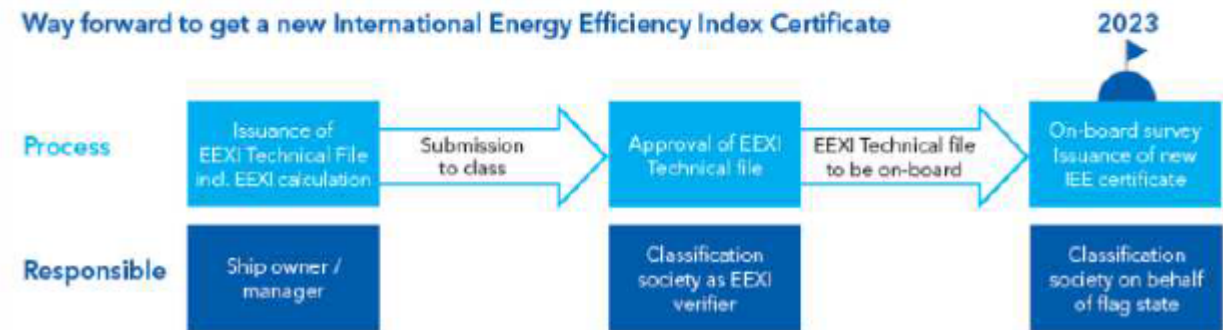 Way forward to get a new International Energy Efficiency Index Certificate
2023
Process
Issuance of
EEXI Technical File
incl. EEXI calculation
Submission
to class
Approval of EEXI
Technical file
EEXI Technical file
to be on-board
On-board survey
Issuance of new
IEE certificate
Responsible
Ship owner /
manager
Classification
society as EEXI
verifier
Classification
society on behalf
of flag state